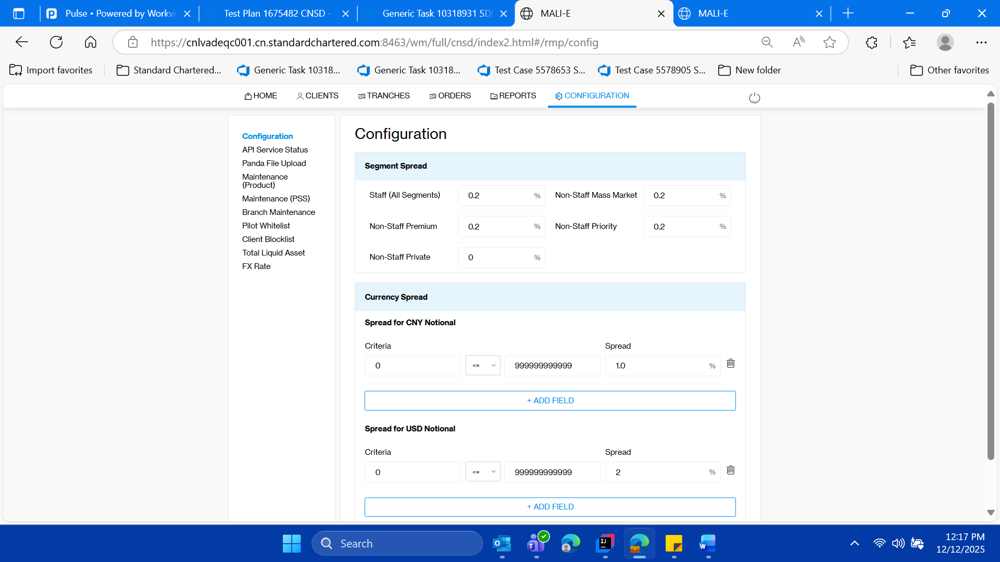 Pulse • Powered by Workvi
Test Plan 1675482 CNSD -
Generic Task 10318931 SDI
MALI-E
MALI-E
https://cnlvadeqc001.cn.standardchartered.com:8463/wm/full/cnsd/index2.html#/rmp/config
Import favorites
Standard Chartered...
Generic Task 10318...
Generic Task 10318...
Test Case 5578653 S...
Test Case 5578905 S...
New folder
Other favorites
HOME
CLIENTS
TRANCHES
ORDERS
REPORTS
CONFIGURATION
Configuration
API Service Status
Panda File Upload
Maintenance
(Product)
Maintenance (PSS)
Branch Maintenance
Pilot Whitelist
Client Blocklist
Total Liquid Asset
FX Rate
Configuration
Segment Spread
Staff (All Segments) 0.2 % Non-Staff Mass Market 0.2 %
Non-Staff Premium 0.2 % Non-Staff Priority 0.2 %
Non-Staff Private 0 %
Currency Spread
Spread for CNY Notional
Criteria Spread
0 <= 999999999999 1.0 %
+ ADD FIELD
Spread for USD Notional
Criteria Spread
0 <= 999999999999 2 %
+ ADD FIELD
Search
12:17 PM
12/12/2025